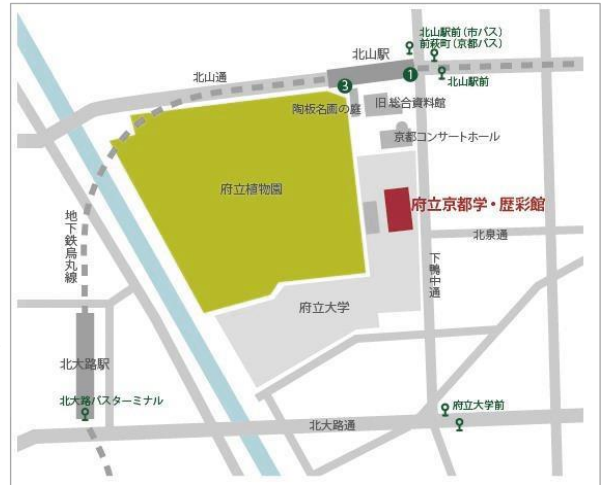 北山駅前(市バス)
前萩町(京都バス)
北山駅
北山通
1
3
北山駅前
陶板名画の庭
旧 総合資料館
京都コンサートホール
府立植物園
府立京都学・歴彩館
地下鉄烏丸線
北泉通
下鴨中通
府立大学
北大路駅
北大路バスターミナル
府立大学前
北大路通